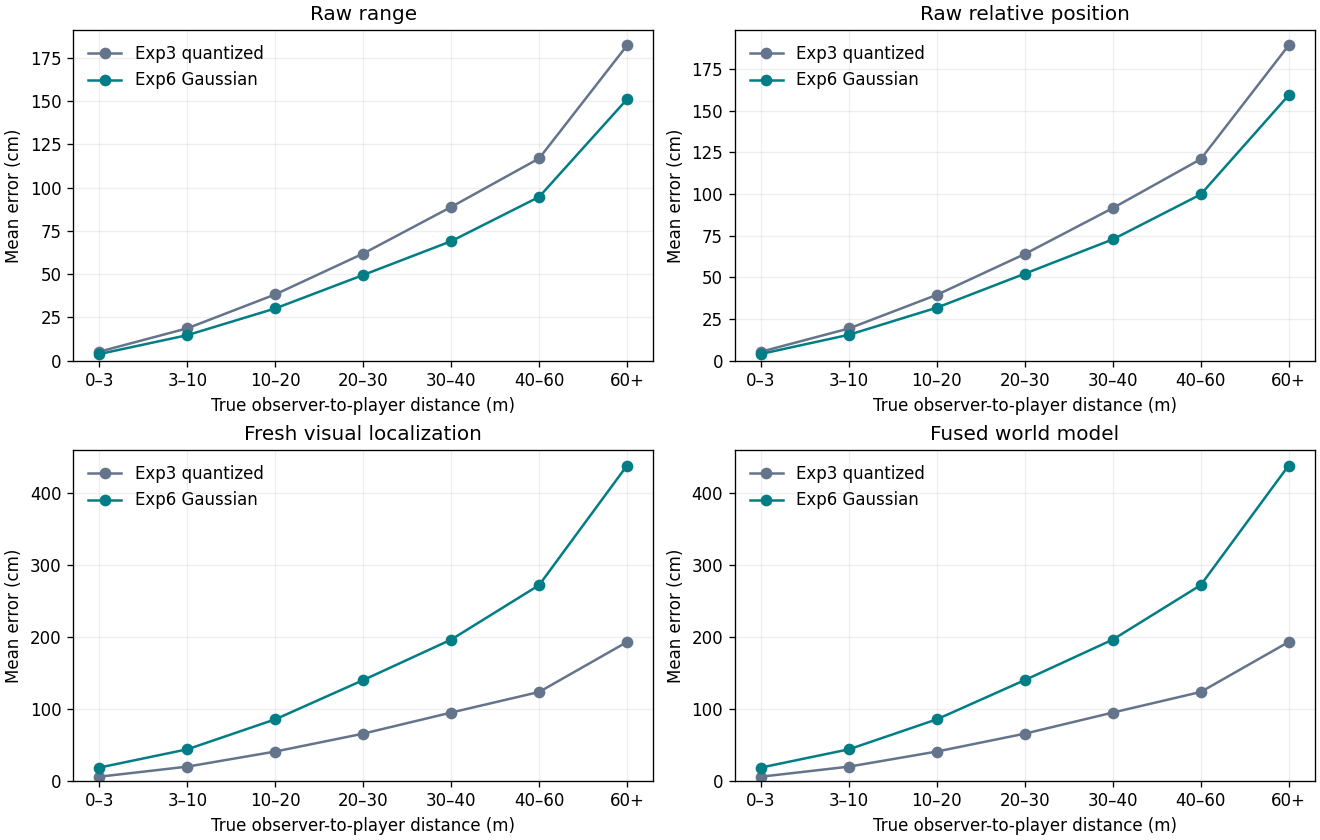 Raw range
Mean error (cm)
175
150
125
100
75
50
25
0
Exp3 quantized
Exp6 Gaussian
0–3 3–10 10–20 20–30 30–40 40–60 60+
True observer-to-player distance (m)
Raw relative position
Mean error (cm)
175
150
125
100
75
50
25
0
Exp3 quantized
Exp6 Gaussian
0–3 3–10 10–20 20–30 30–40 40–60 60+
True observer-to-player distance (m)
Fresh visual localization
Mean error (cm)
400
300
200
100
0
Exp3 quantized
Exp6 Gaussian
0–3 3–10 10–20 20–30 30–40 40–60 60+
True observer-to-player distance (m)
Fused world model
Mean error (cm)
400
300
200
100
0
Exp3 quantized
Exp6 Gaussian
0–3 3–10 10–20 20–30 30–40 40–60 60+
True observer-to-player distance (m)